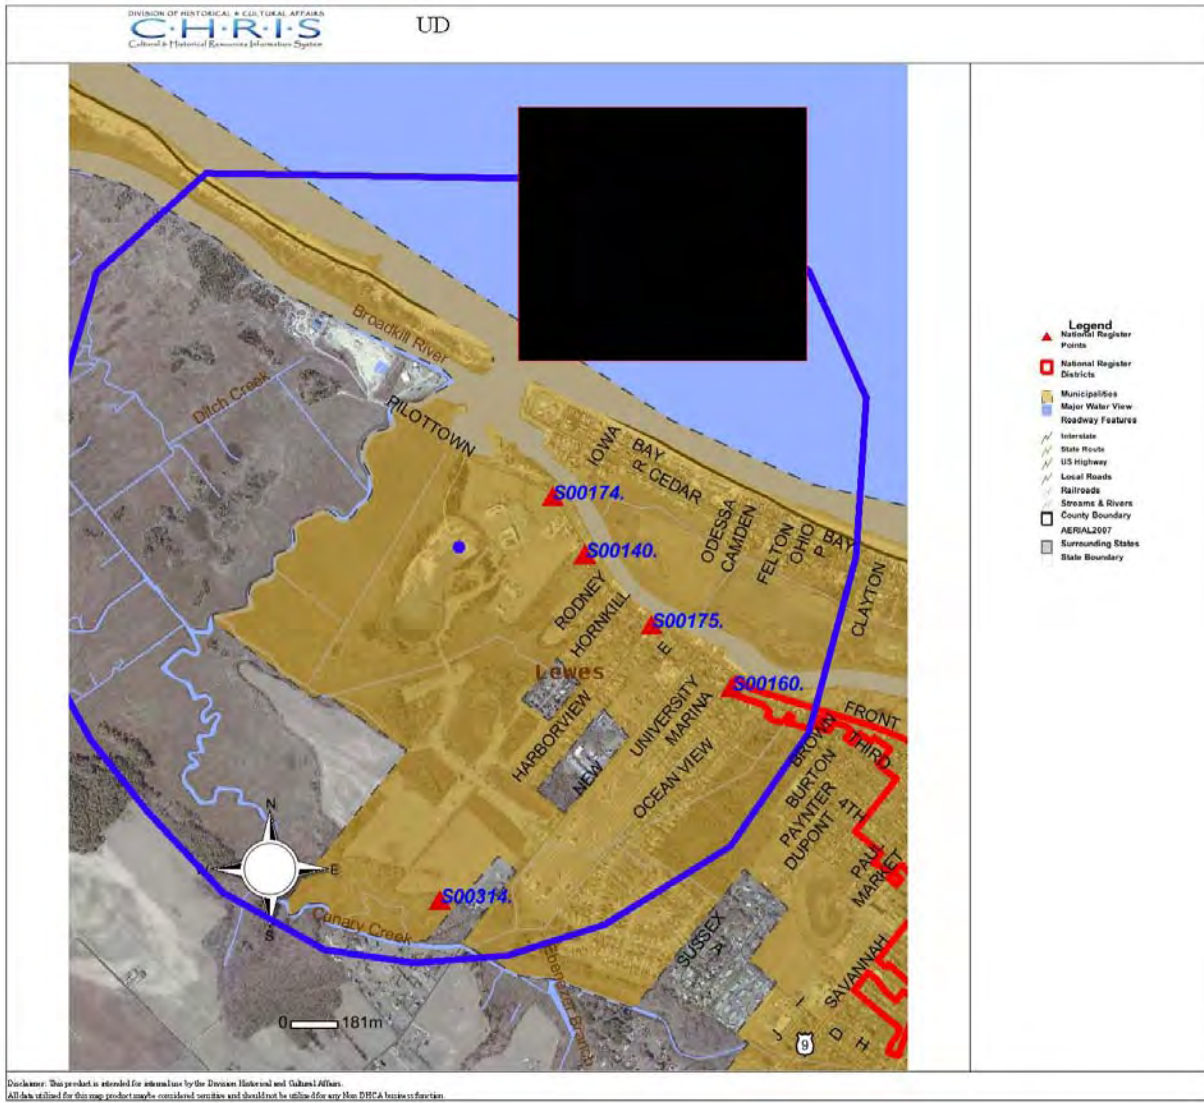 DIVISION OF HISTORICAL & CULTURAL AFFAIRS
C·H·R·I·S
Cultural & Historical Resources Information System
UD
Broadkill River
Ditch Creek
PILOTTOWN
IOWA
BAY
R
CEDAR
S00174.
ODESSA
CAMDEN
FELTON
OHIO
P
BAY
S00140.
CLAYTON
RODNEY
HORNKILL
S00175.
E
Lewes
S00160.
HARBORVIEW
NEW
UNIVERSITY
MARINA
OCEAN VIEW
FRONT
THIRD
BROWN
BURTON
PAYNTER
DUPONT
4TH
PAUL
MARKET
N
W
E
S
S00314.
Canary Creek
Ebenezer Branch
SUSSEX
A
SAVANNAH
I
J
D
H
9
0
181m
Legend
National Register
Points
National Register
Districts
Municipalities
Major Water View
Roadway Features
Interstate
State Route
US Highway
Local Roads
Railroads
Streams & Rivers
County Boundary
AERIAL2007
Surrounding States
State Boundary
Disclaimer: This product is intended for internal use by the Division Historical and Cultural Affairs.
All data utilized for this map product maybe considered sensitive and should not be utilized for any Non DHCA business function.